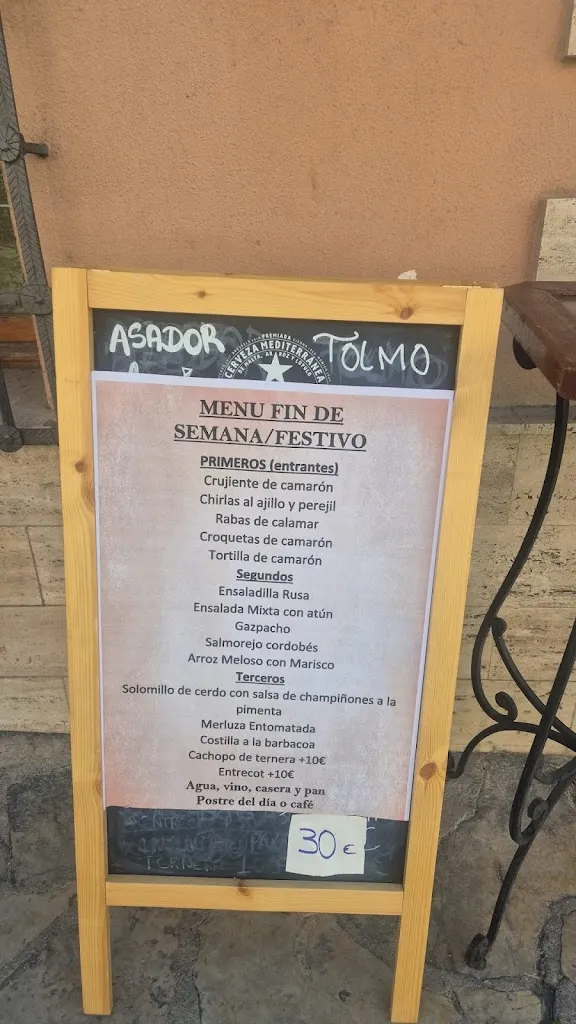 ASADOR
TOLMO
PREMIADA
CERVEZA MEDITERRÁNEA
MENU FIN DE
SEMANA/FESTIVO
PRIMEROS (entrantes)
Crujiente de camarón
Chirlas al ajillo y perejil
Rabas de calamar
Croquetas de camarón
Tortilla de camarón
Segundos
Ensaladilla Rusa
Ensalada Mixta con atún
Gazpacho
Salmorejo cordobés
Arroz Meloso con Marisco
Terceros
Solomillo de cerdo con salsa de champiñones a la
pimenta
Merluza Entomatada
Costilla a la barbacoa
Cachopo de ternera +10€
Entrecot +10€
Agua, vino, casera y pan
Postre del día o café
30 €